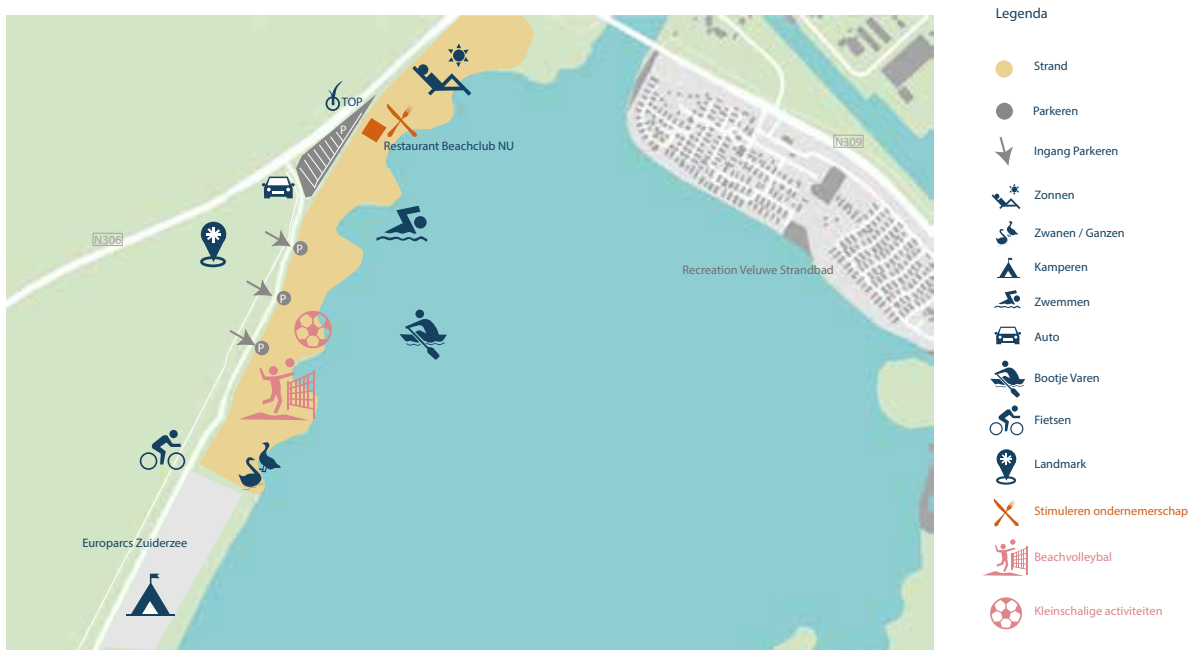 Legenda
Strand
Parkeren
Ingang Parkeren
Zonnen
Zwanen / Ganzen
Kamperen
Zwemmen
Auto
Bootje Varen
Fietsen
Landmark
Stimuleren ondernemerschap
Beachvolleybal
Kleinschalige activiteiten
TOP
P
Restaurant Beachclub NU
N309
N306
P
Recreation Veluwe Strandbad
P
P
Europarcs Zuiderzee